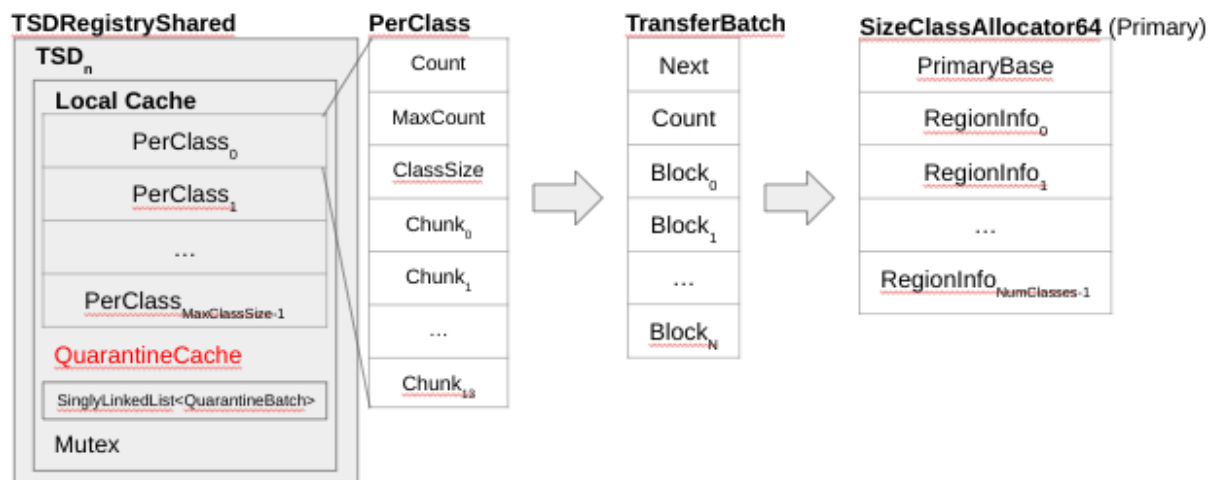 TSDRegistryShared
TSDn
Local Cache
PerClass0
PerClass1
...
PerClassMaxClassSize-1
QuarantineCache
SinglyLinkedList<QuarantineBatch>
Mutex
PerClass
Count
MaxCount
ClassSize
Chunk0
Chunk1
...
Chunk13
TransferBatch
Next
Count
Block0
Block1
...
BlockN
SizeClassAllocator64 (Primary)
PrimaryBase
RegionInfo0
RegionInfo1
...
RegionInfoNumClasses-1